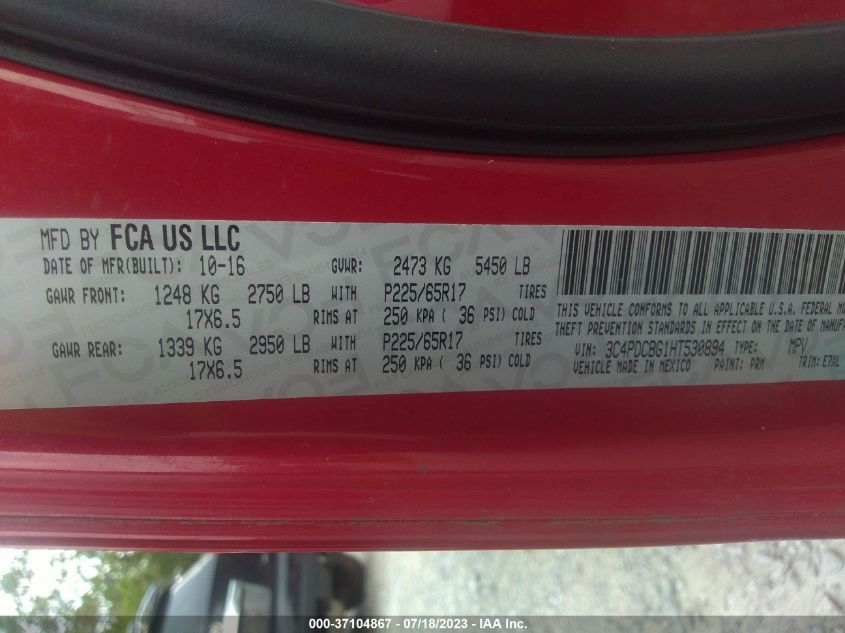 MFD BY FCA US LLC
DATE OF MFR(BUILT): 10-16 GVWR: 2473 KG 5450 LB
GAWR FRONT: 1248 KG 2750 LB WITH P225/65R17 TIRES
17X6.5 RIMS AT 250 KPA ( 36 PSI) COLD
GAWR REAR: 1339 KG 2950 LB WITH P225/65R17 TIRES
17X6.5 RIMS AT 250 KPA ( 36 PSI) COLD
THIS VEHICLE CONFORMS TO ALL APPLICABLE U.S.A. FEDERAL
THEFT PREVENTION STANDARDS IN EFFECT ON THE DATE OF
VIN: 3C4PDCBG1HT530894 TYPE: MPV
VEHICLE MADE IN MEXICO PAINT: PRM TRIM: E7XL
000-37104867 - 07/18/2023 - IAA Inc.